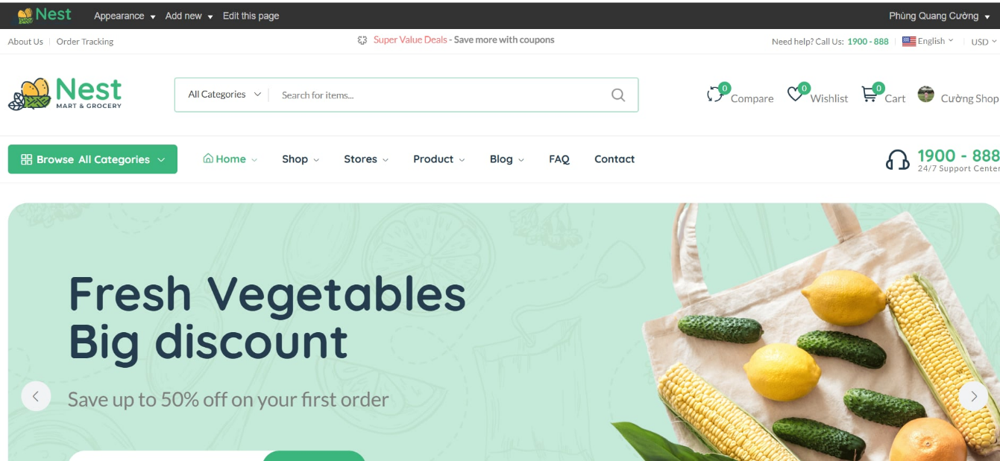 Nest Appearance Add new Edit this page Phùng Quang Cường
About Us Order Tracking Super Value Deals - Save more with coupons Need help? Call Us: 1900 - 888 English USD
Nest
MART & GROCERY
All Categories Search for items...
0 Compare 0 Wishlist 0 Cart Cường Shop
Browse All Categories Home Shop Stores Product Blog FAQ Contact
1900 - 888
24/7 Support Center
Fresh Vegetables
Big discount
Save up to 50% off on your first order